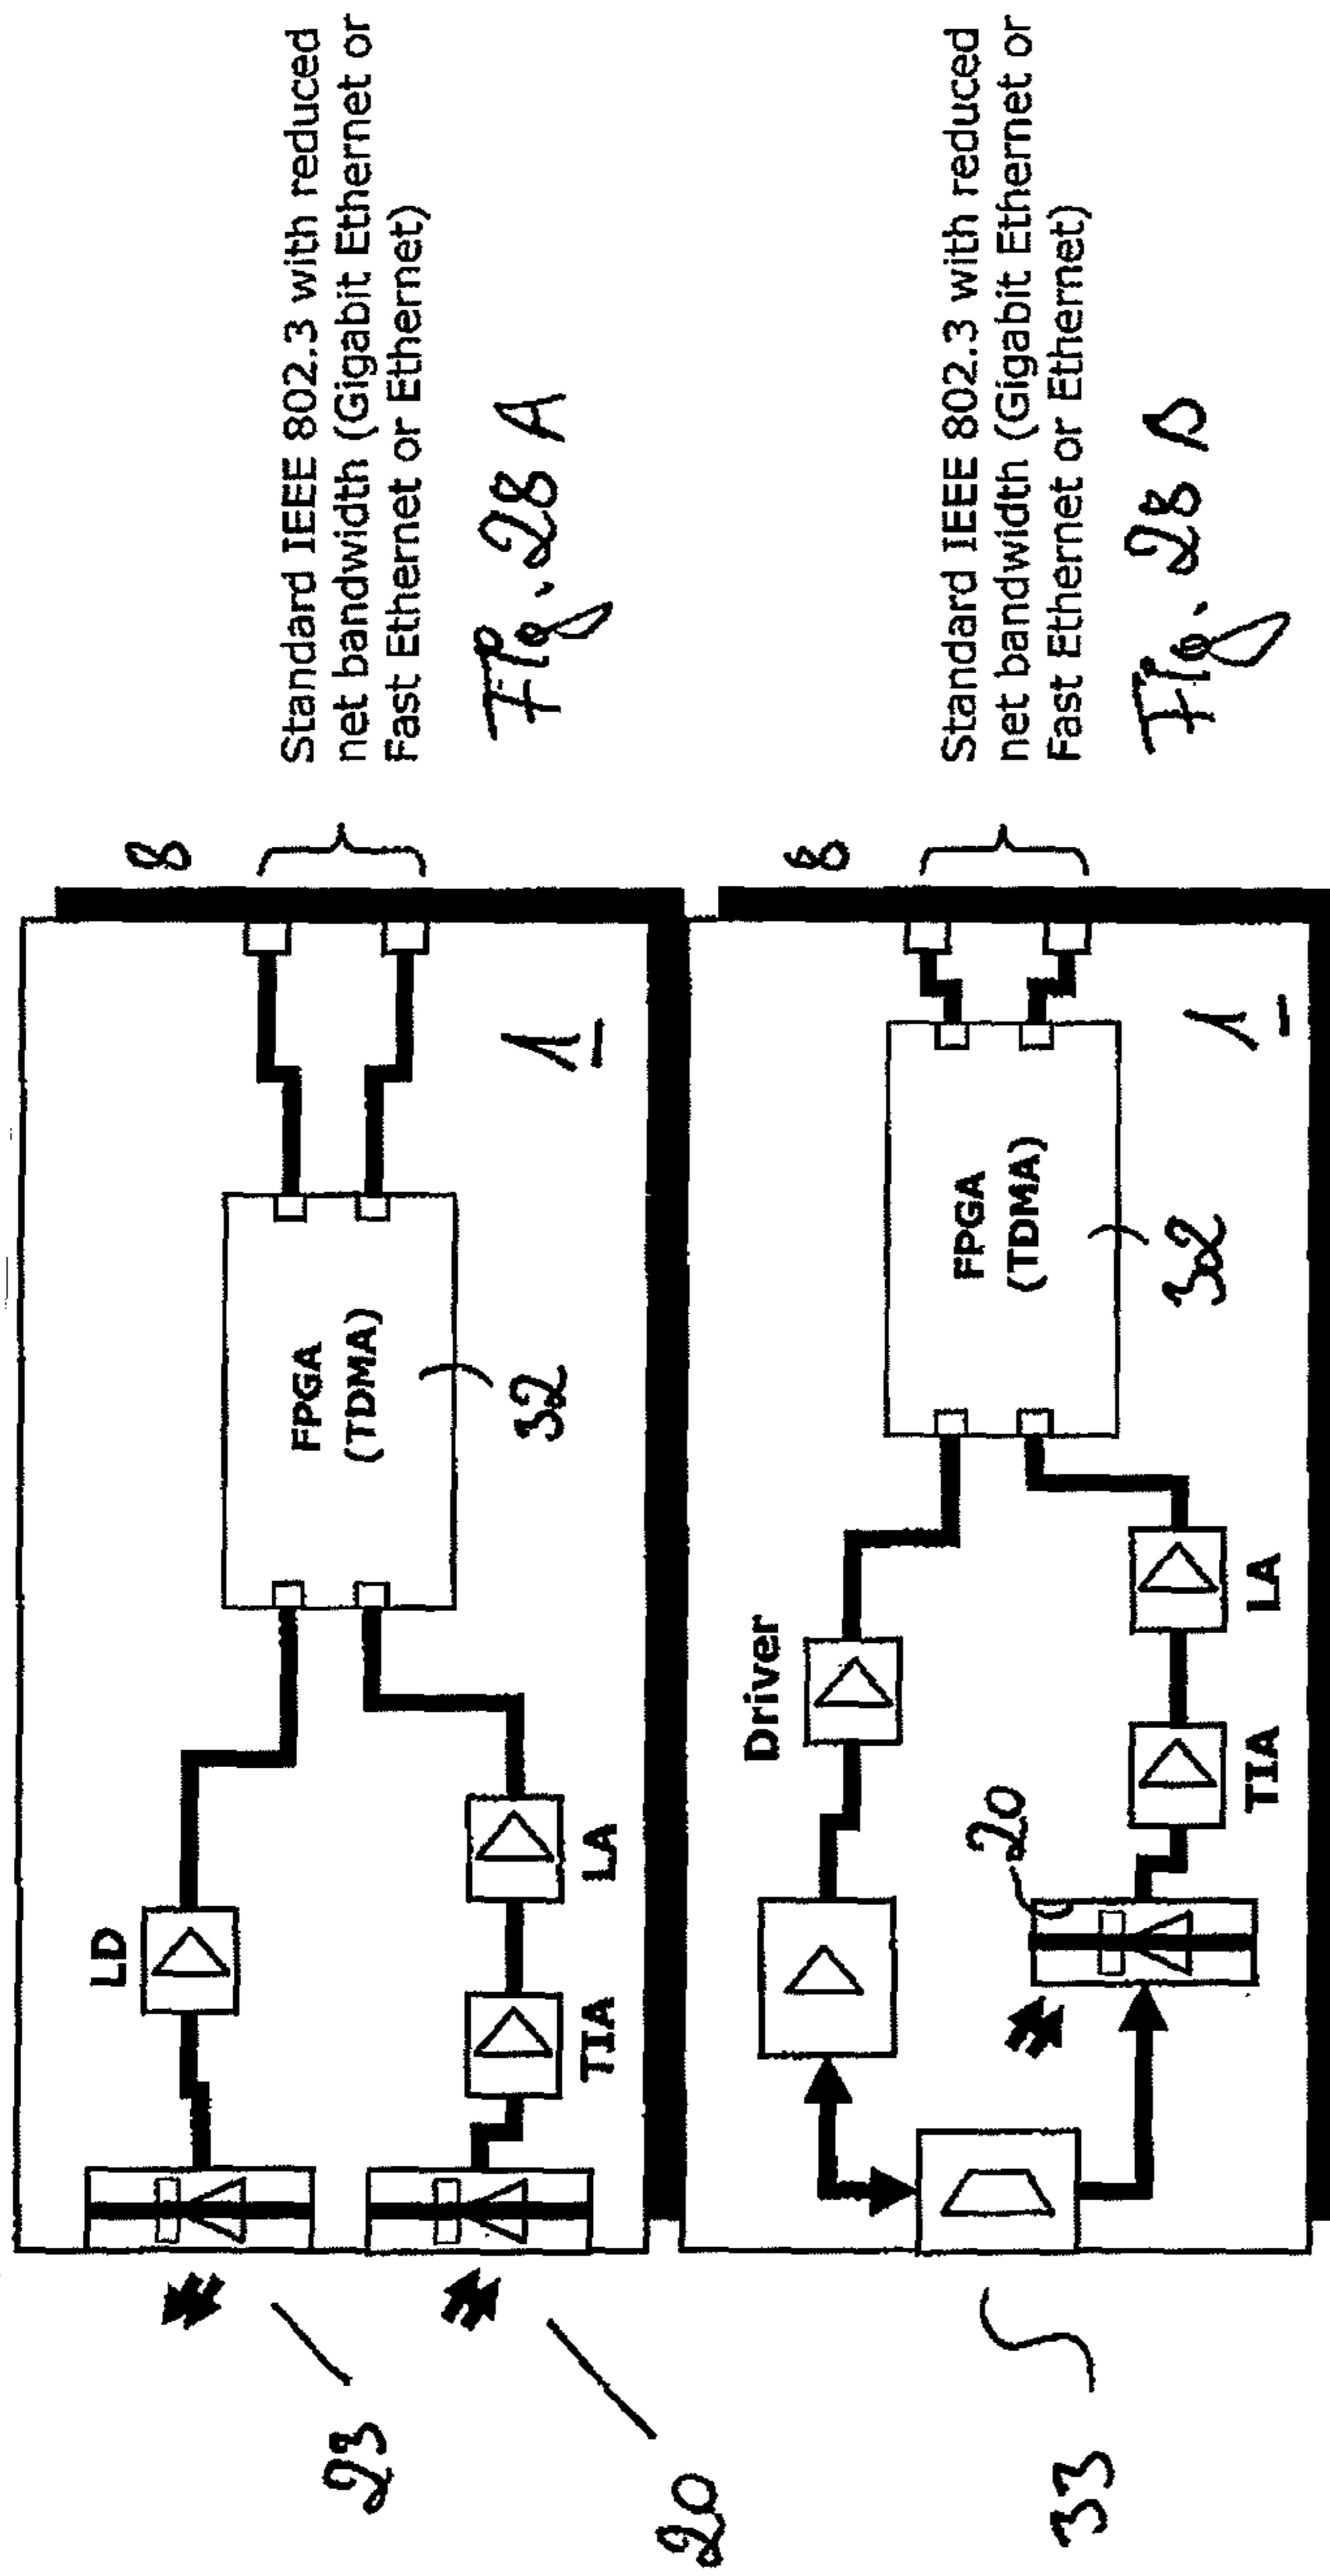 8
Standard IEEE 802.3 with reduced
net bandwidth (Gigabit Ethernet or
Fast Ethernet or Ethernet)
Fig. 28 A
LD
FPGA
(TDMA)
32
1
TIA
LA
23
20
8
Standard IEEE 802.3 with reduced
net bandwidth (Gigabit Ethernet or
Fast Ethernet or Ethernet)
Fig. 28 B
Driver
FPGA
(TDMA)
32
1
20
TIA
LA
33